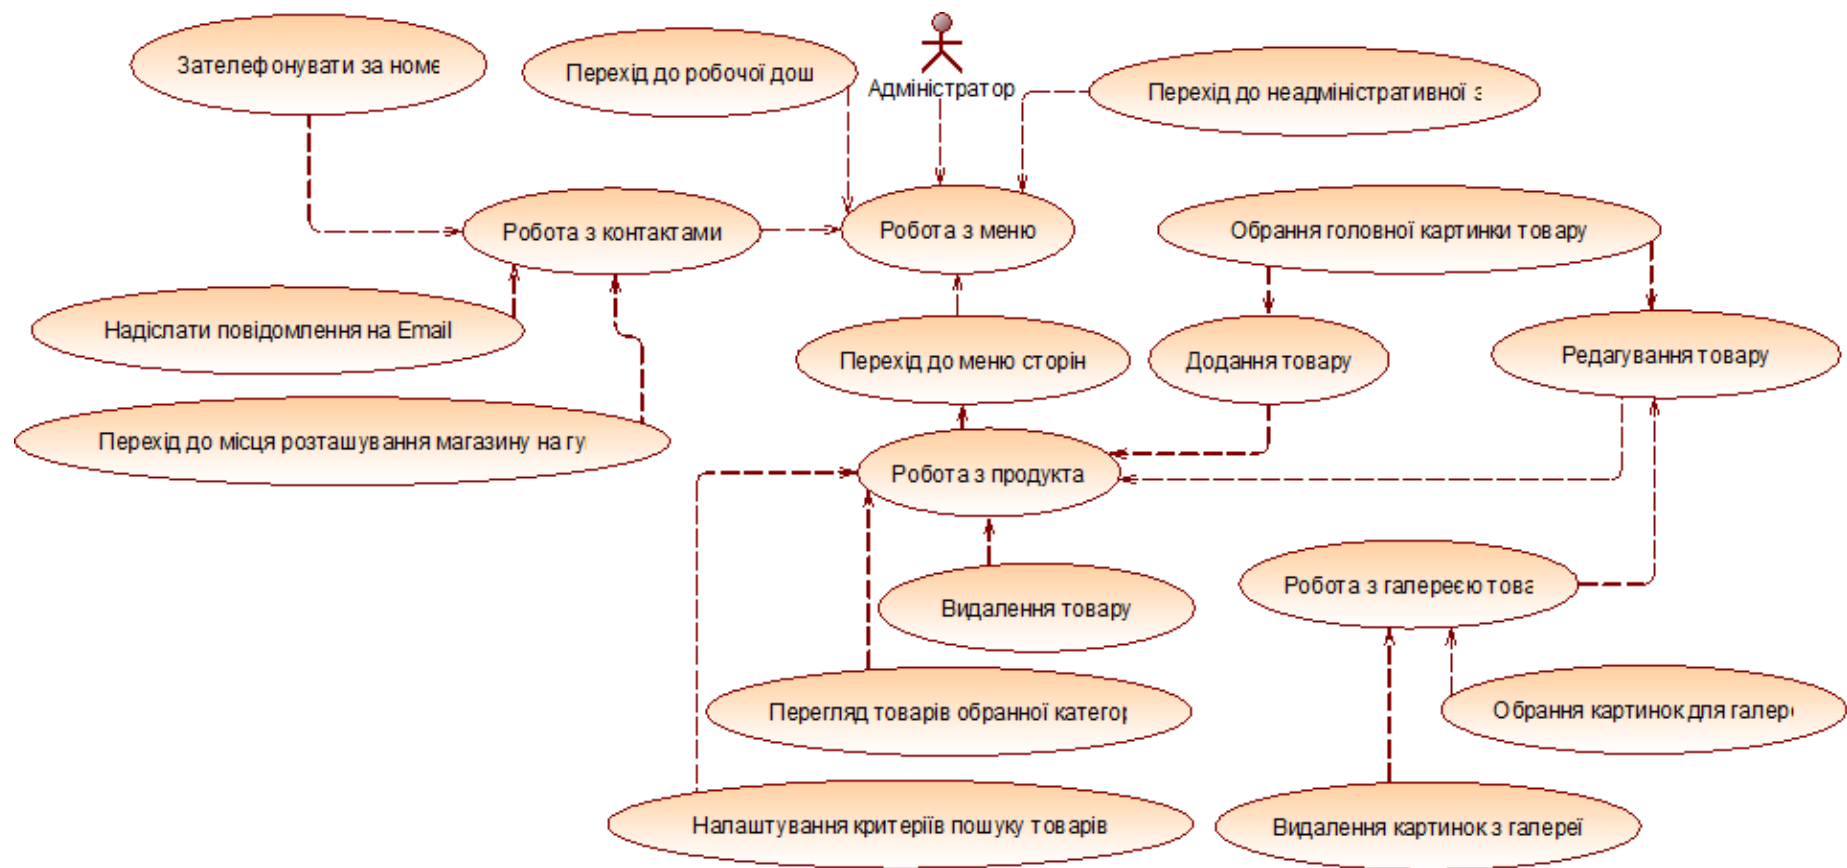 Зателефонувати за номе
Перехід до робочої дош
Адміністратор
Перехід до неадміністративної з
Робота з контактами
Робота з меню
Обрання головної картинки товару
Надіслати повідомлення на Email
Перехід до меню сторін
Додання товару
Редагування товару
Перехід до місця розташування магазину на гу
Робота з продукта
Видалення товару
Робота з галереєю това
Перегляд товарів обранної категор
Обрання картинок для галере
Налаштування критеріїв пошуку товарів
Видалення картинок з галереї